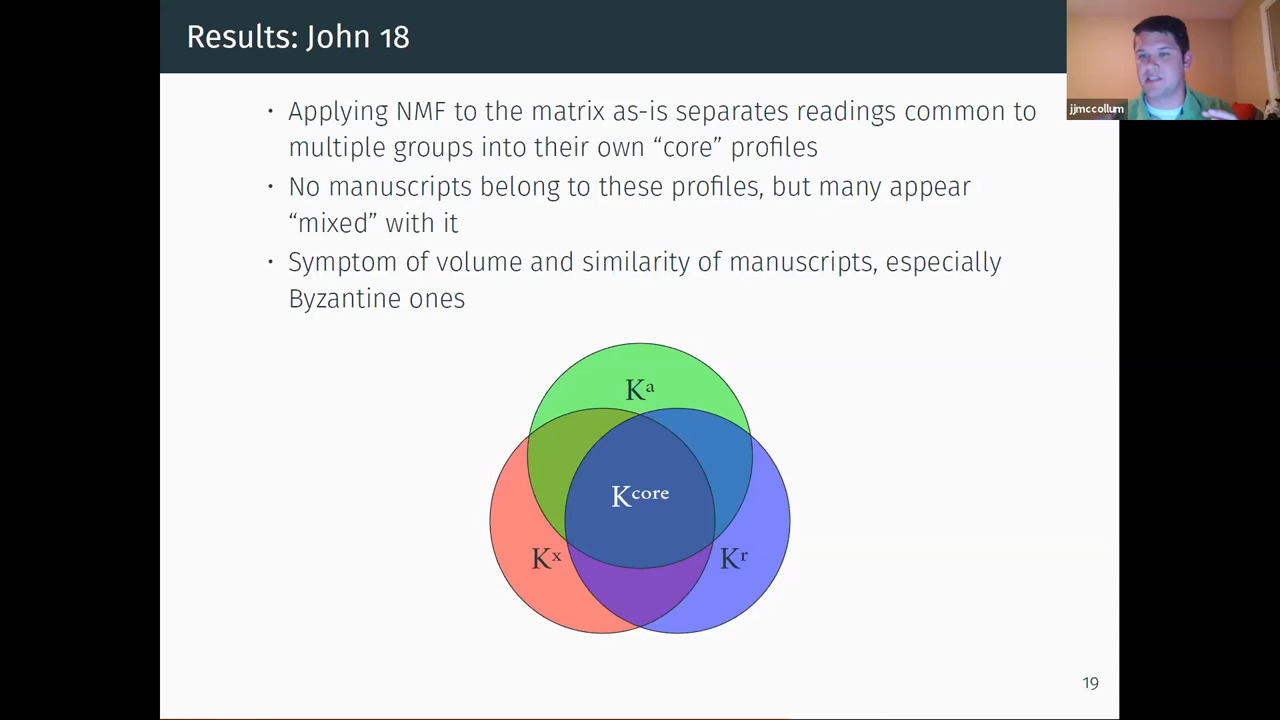 Results: John 18
jjmccollum
· Applying NMF to the matrix as-is separates readings common to
multiple groups into their own “core” profiles
· No manuscripts belong to these profiles, but many appear
“mixed” with it
· Symptom of volume and similarity of manuscripts, especially
Byzantine ones
Kᵃ
Kᶜᵒʳᵉ
Kˣ Kʳ
19